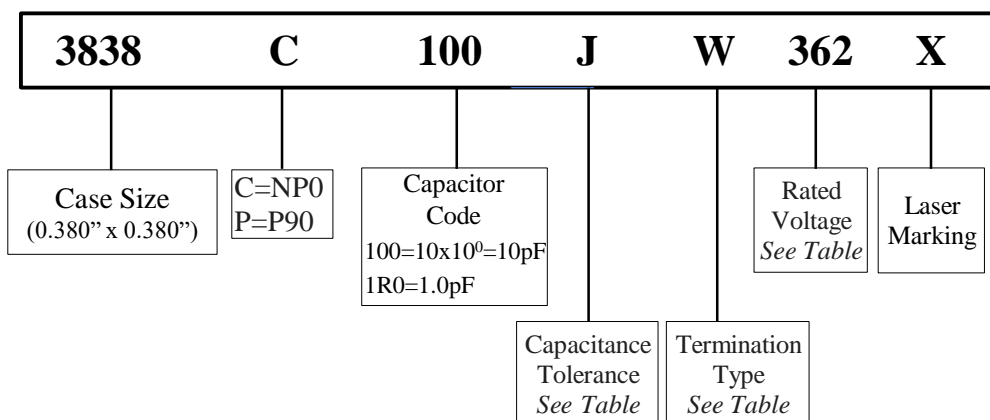 3838 C 100 J W 362 X
Case Size
(0.380” x 0.380”)
C=NP0
P=P90
Capacitor
Code
100=10x10⁰=10pF
1R0=1.0pF
Capacitance
Tolerance
See Table
Termination
Type
See Table
Rated
Voltage
See Table
Laser
Marking